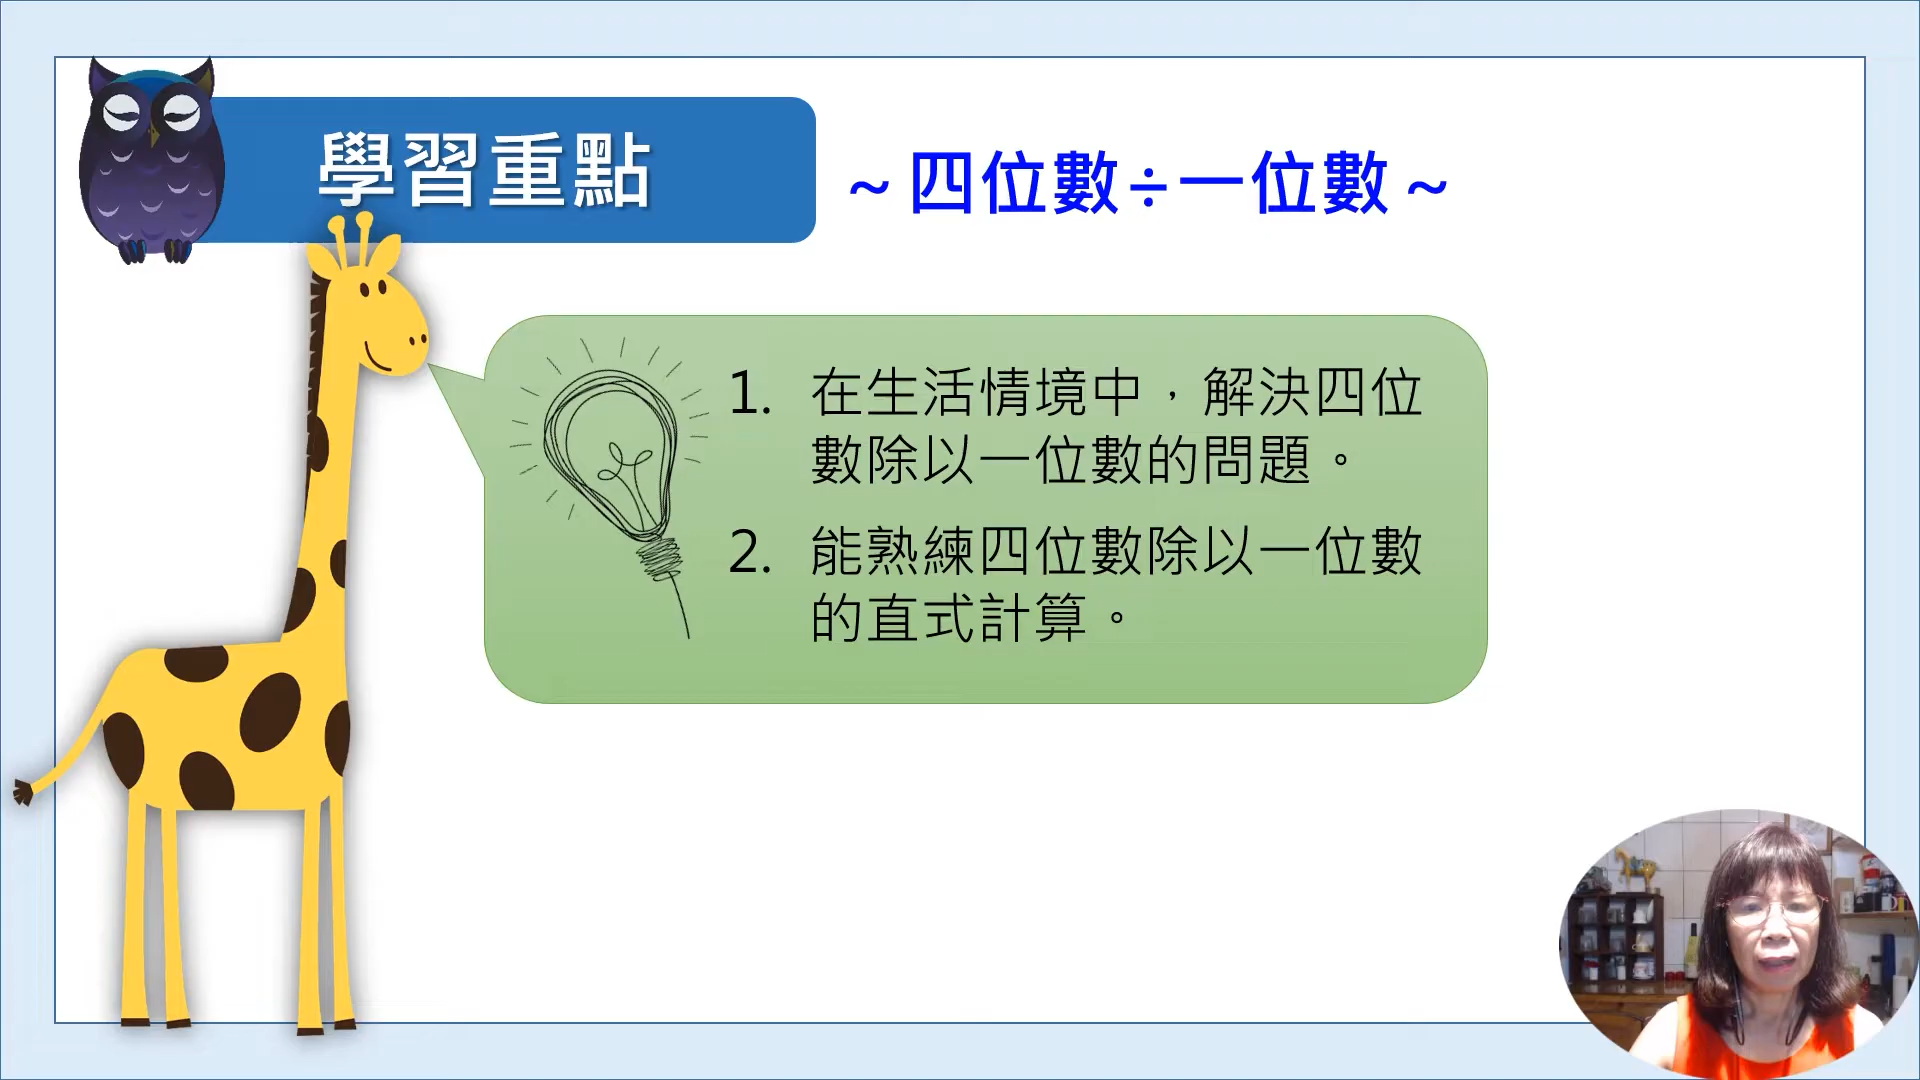 學習重點
~四位數÷一位數~
1. 在生活情境中，解決四位
數除以一位數的問題。
2. 能熟練四位數除以一位數
的直式計算。